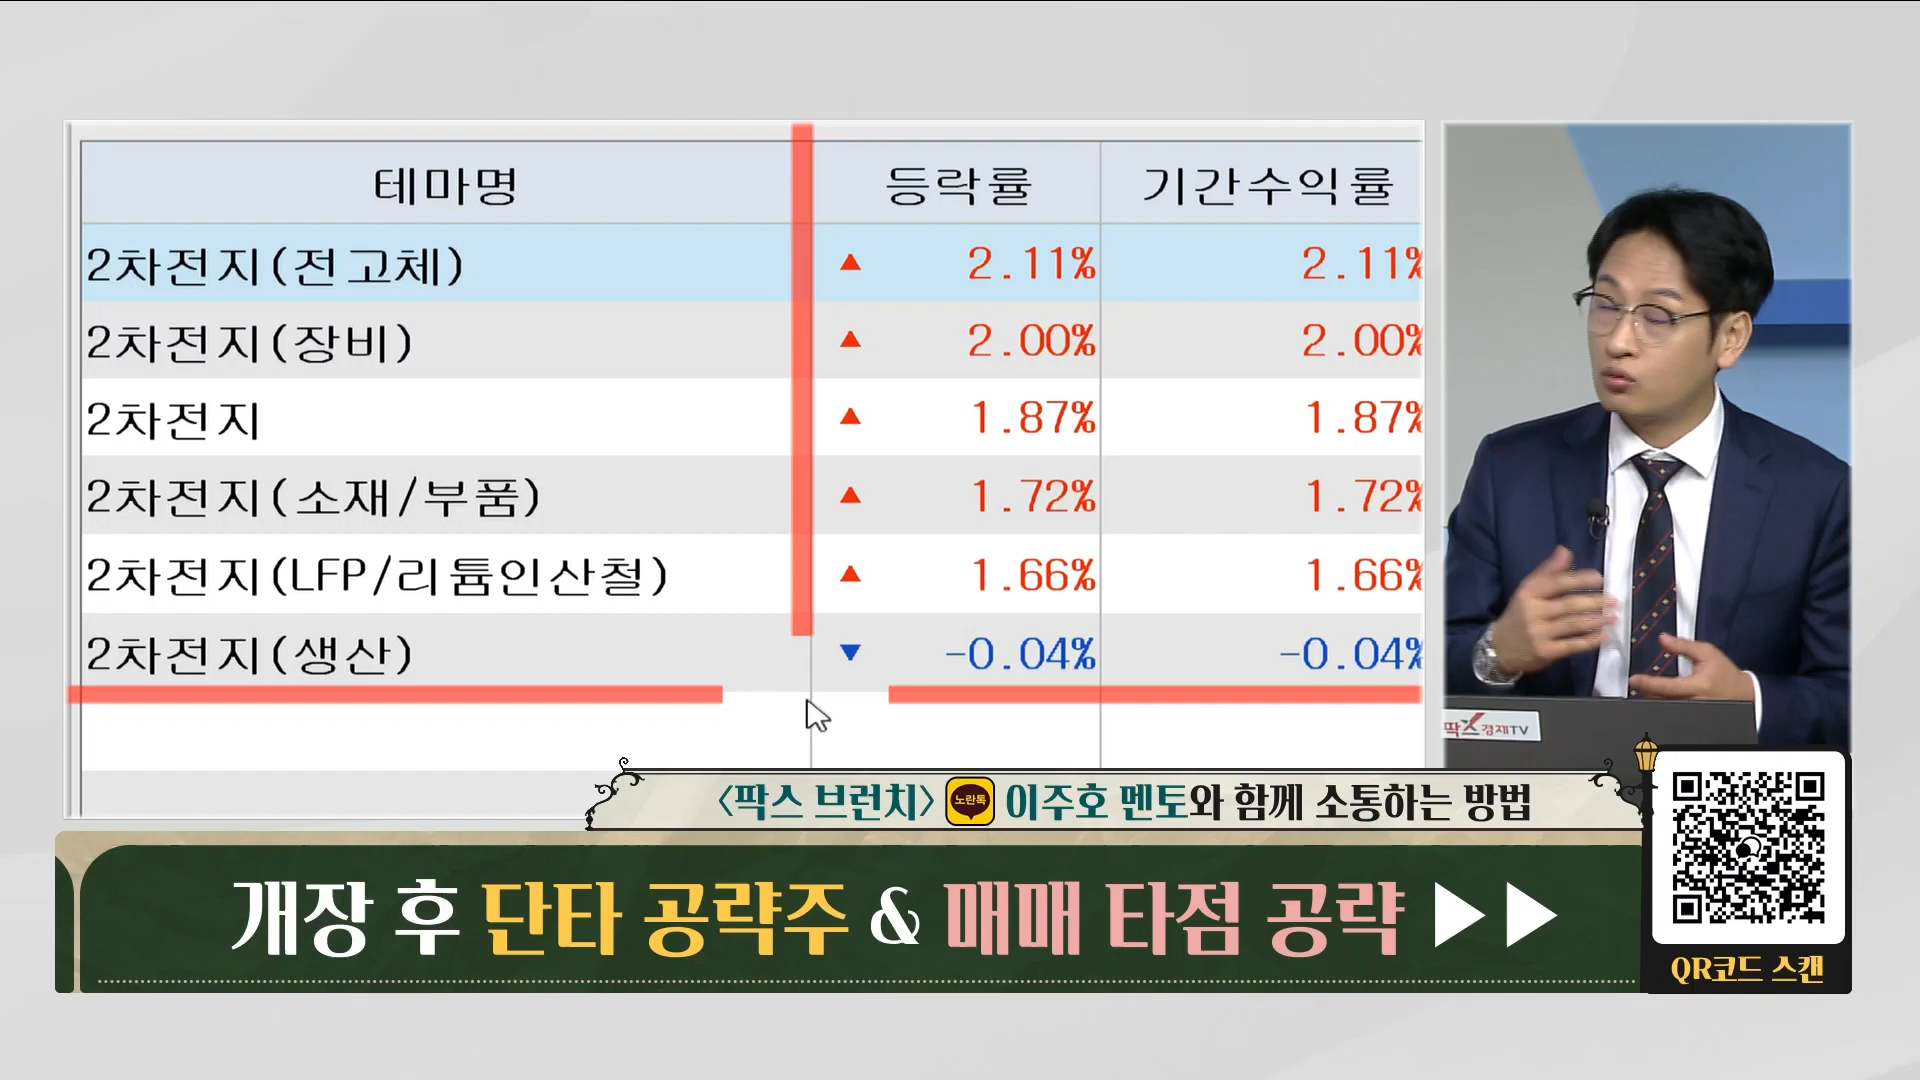 테마명 등락률 기간수익률
2차전지(전고체) ▲ 2.11% 2.11%
2차전지(장비) ▲ 2.00% 2.00%
2차전지 ▲ 1.87% 1.87%
2차전지(소재/부품) ▲ 1.72% 1.72%
2차전지(LFP/리튬인산철) ▲ 1.66% 1.66%
2차전지(생산) ▼ -0.04% -0.04%
팍스경제TV
<팍스 브런치> 노란톡 이주호 멘토와 함께 소통하는 방법
개장 후 단타 공략주 & 매매 타점 공략 ▶▶
QR코드 스캔